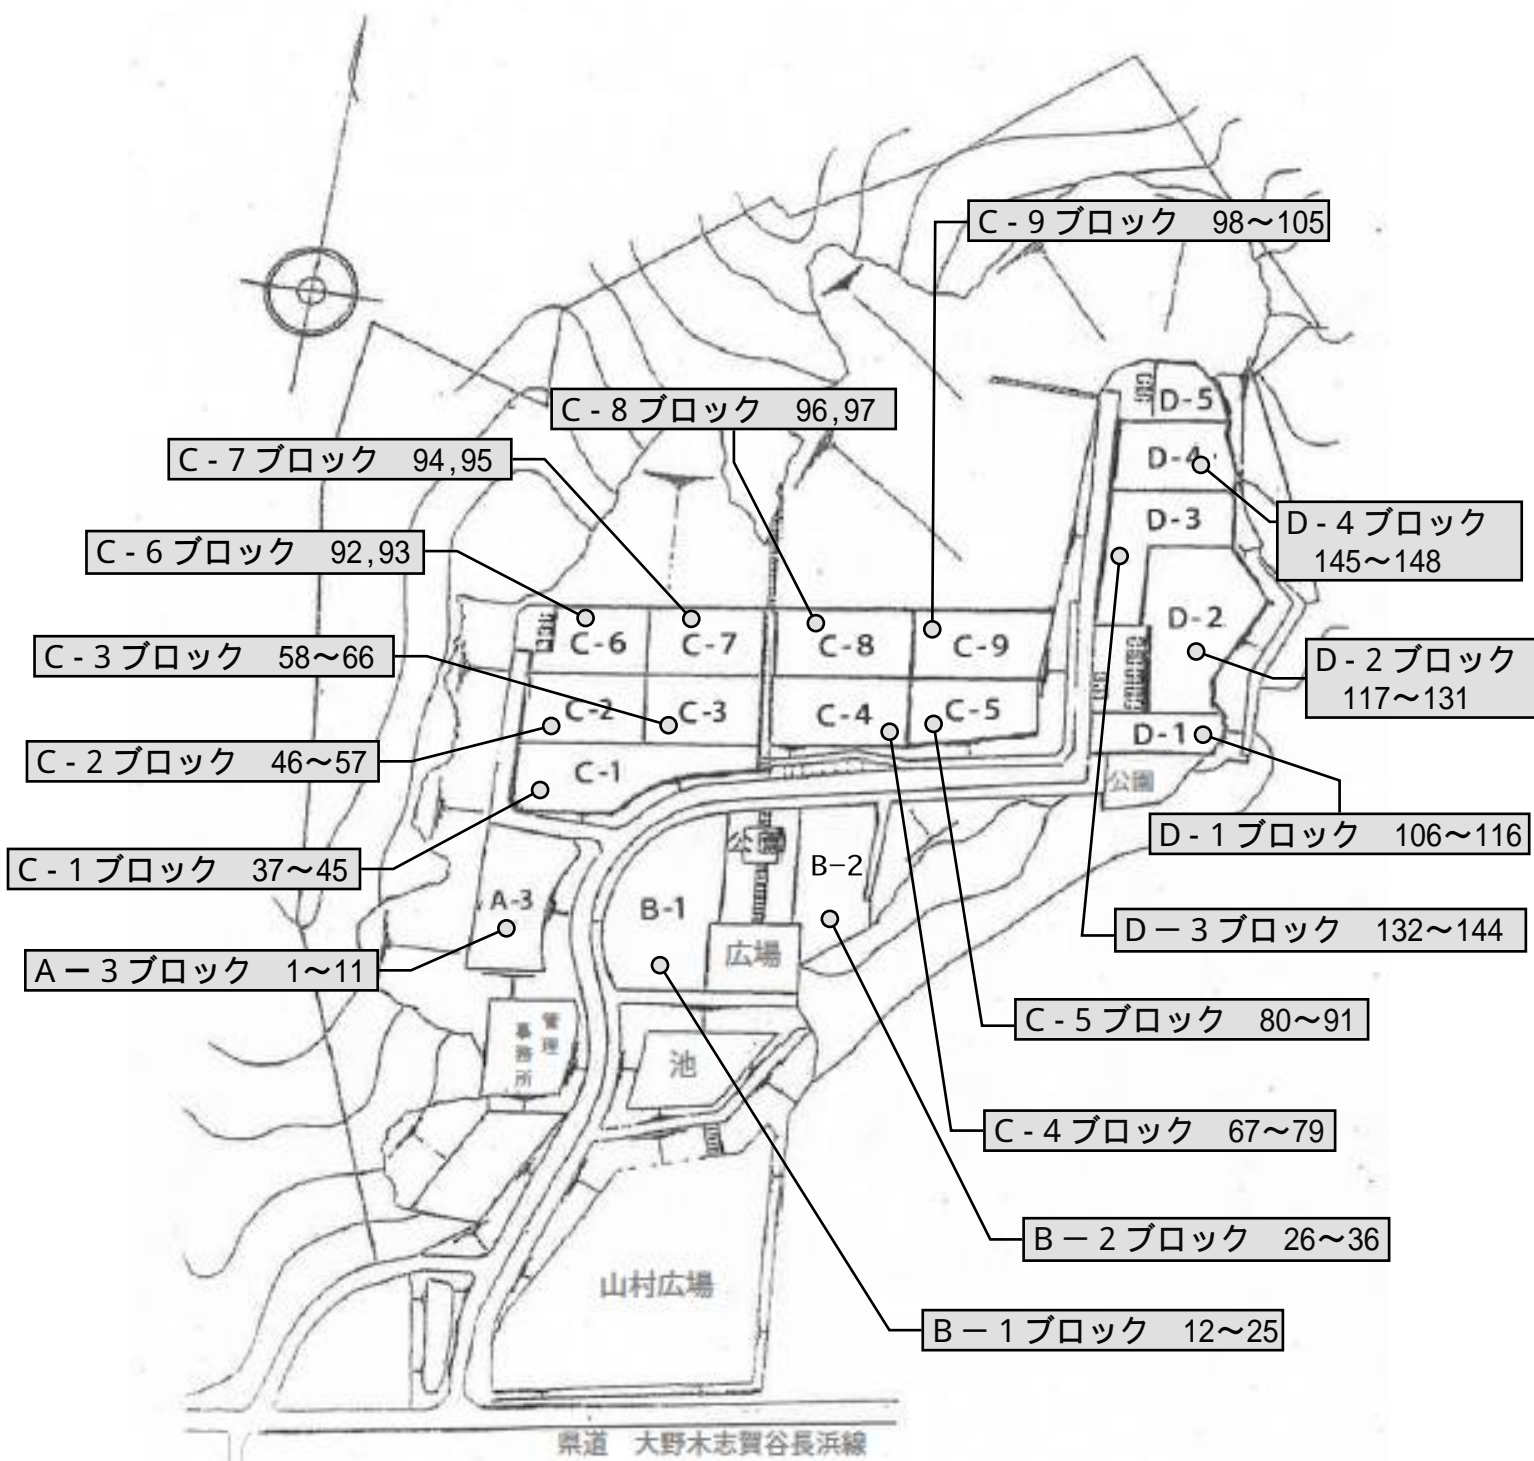 C - 9 ブロック 98～105
D-5
C - 8 ブロック 96,97
C - 7 ブロック 94,95
D-4
D-3
D - 4 ブロック
145～148
C - 6 ブロック 92,93
D-2
C-6
C-7
C-8
C-9
C - 3 ブロック 58～66
D - 2 ブロック
117～131
C-2
C-3
C-4
C-5
D-1
C - 2 ブロック 46～57
C-1
公園
D - 1 ブロック 106～116
公園
B-2
C - 1 ブロック 37～45
A-3
B-1
D － 3 ブロック 132～144
広場
A － 3 ブロック 1～11
C - 5 ブロック 80～91
管理
事務所
池
C - 4 ブロック 67～79
B － 2 ブロック 26～36
山村広場
B － 1 ブロック 12～25
県道 大野木志賀谷長浜線